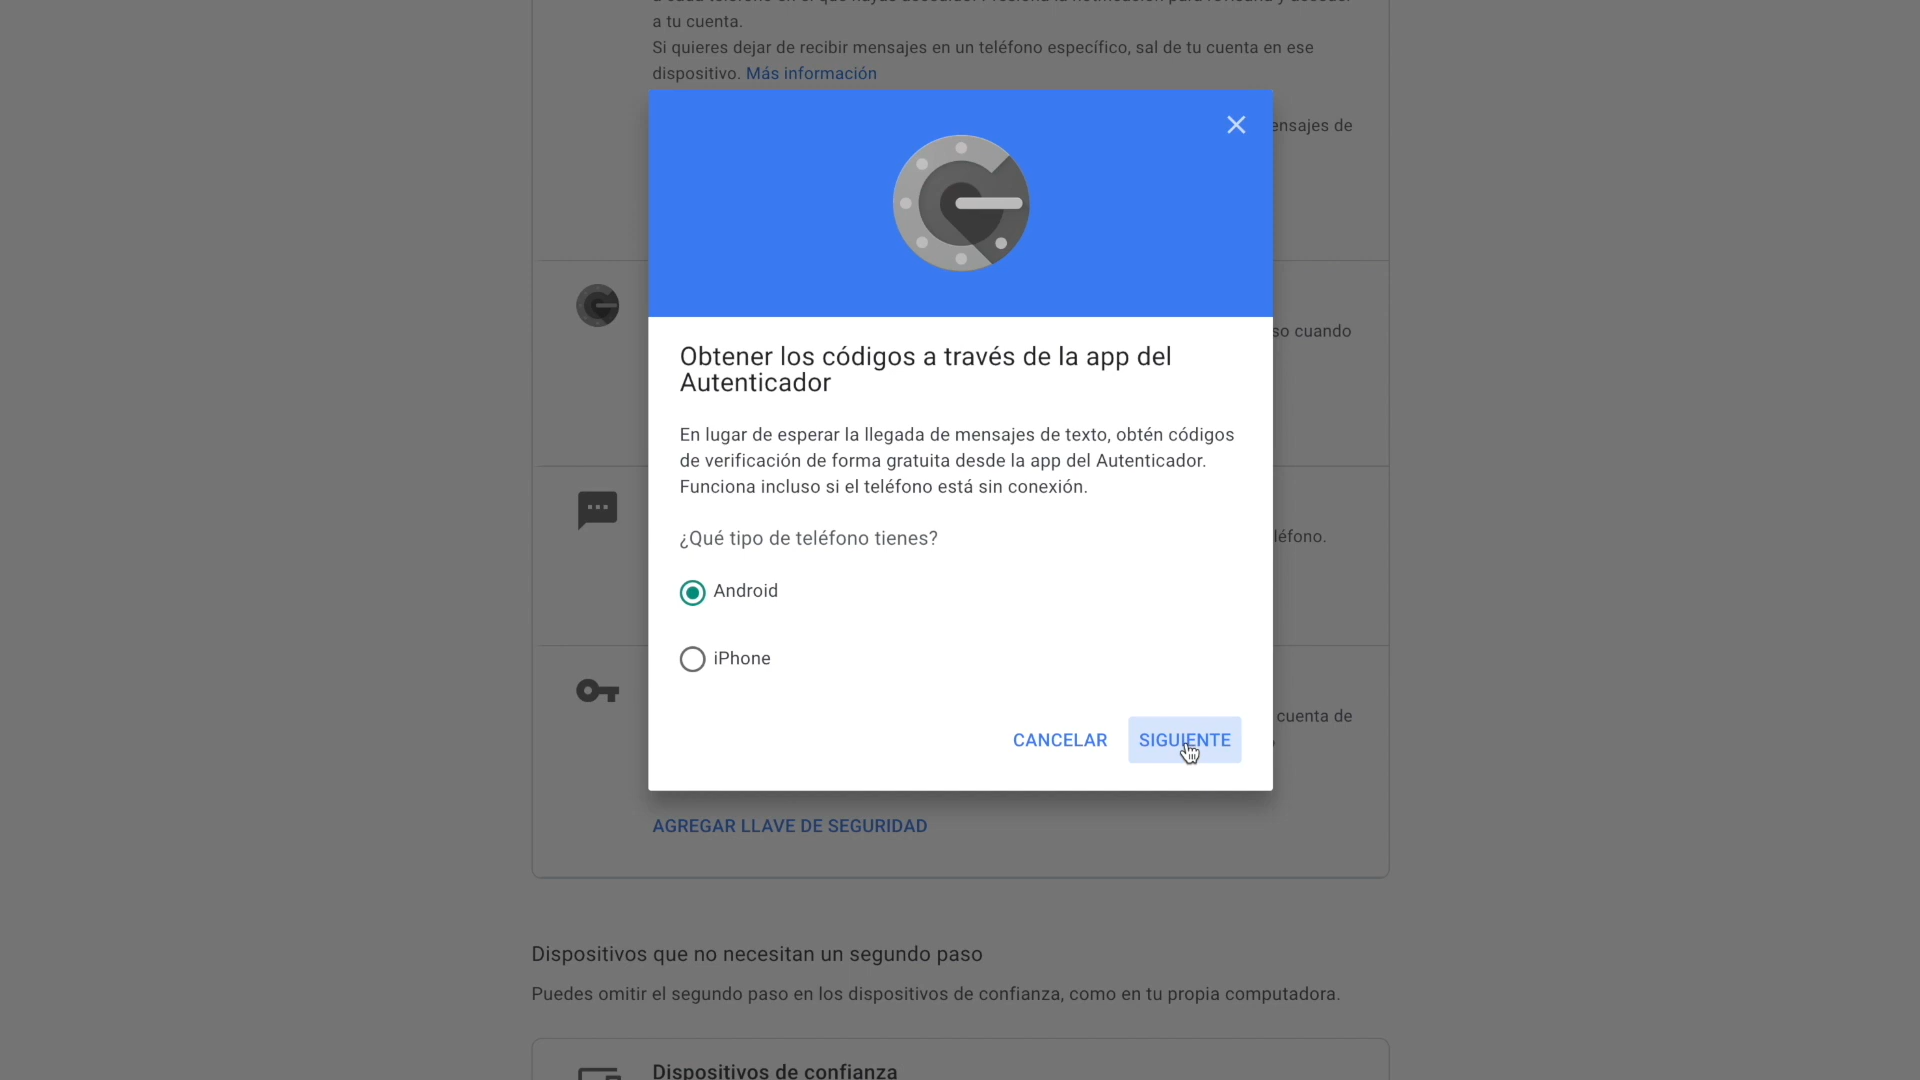 a tu cuenta.
Si quieres dejar de recibir mensajes en un teléfono específico, sal de tu cuenta en ese
dispositivo. Más información
ensajes de
so cuando
léfono.
cuenta de
Obtener los códigos a través de la app del
Autenticador
En lugar de esperar la llegada de mensajes de texto, obtén códigos
de verificación de forma gratuita desde la app del Autenticador.
Funciona incluso si el teléfono está sin conexión.
¿Qué tipo de teléfono tienes?
Android
iPhone
CANCELAR SIGUIENTE
AGREGAR LLAVE DE SEGURIDAD
Dispositivos que no necesitan un segundo paso
Puedes omitir el segundo paso en los dispositivos de confianza, como en tu propia computadora.
Dispositivos de confianza